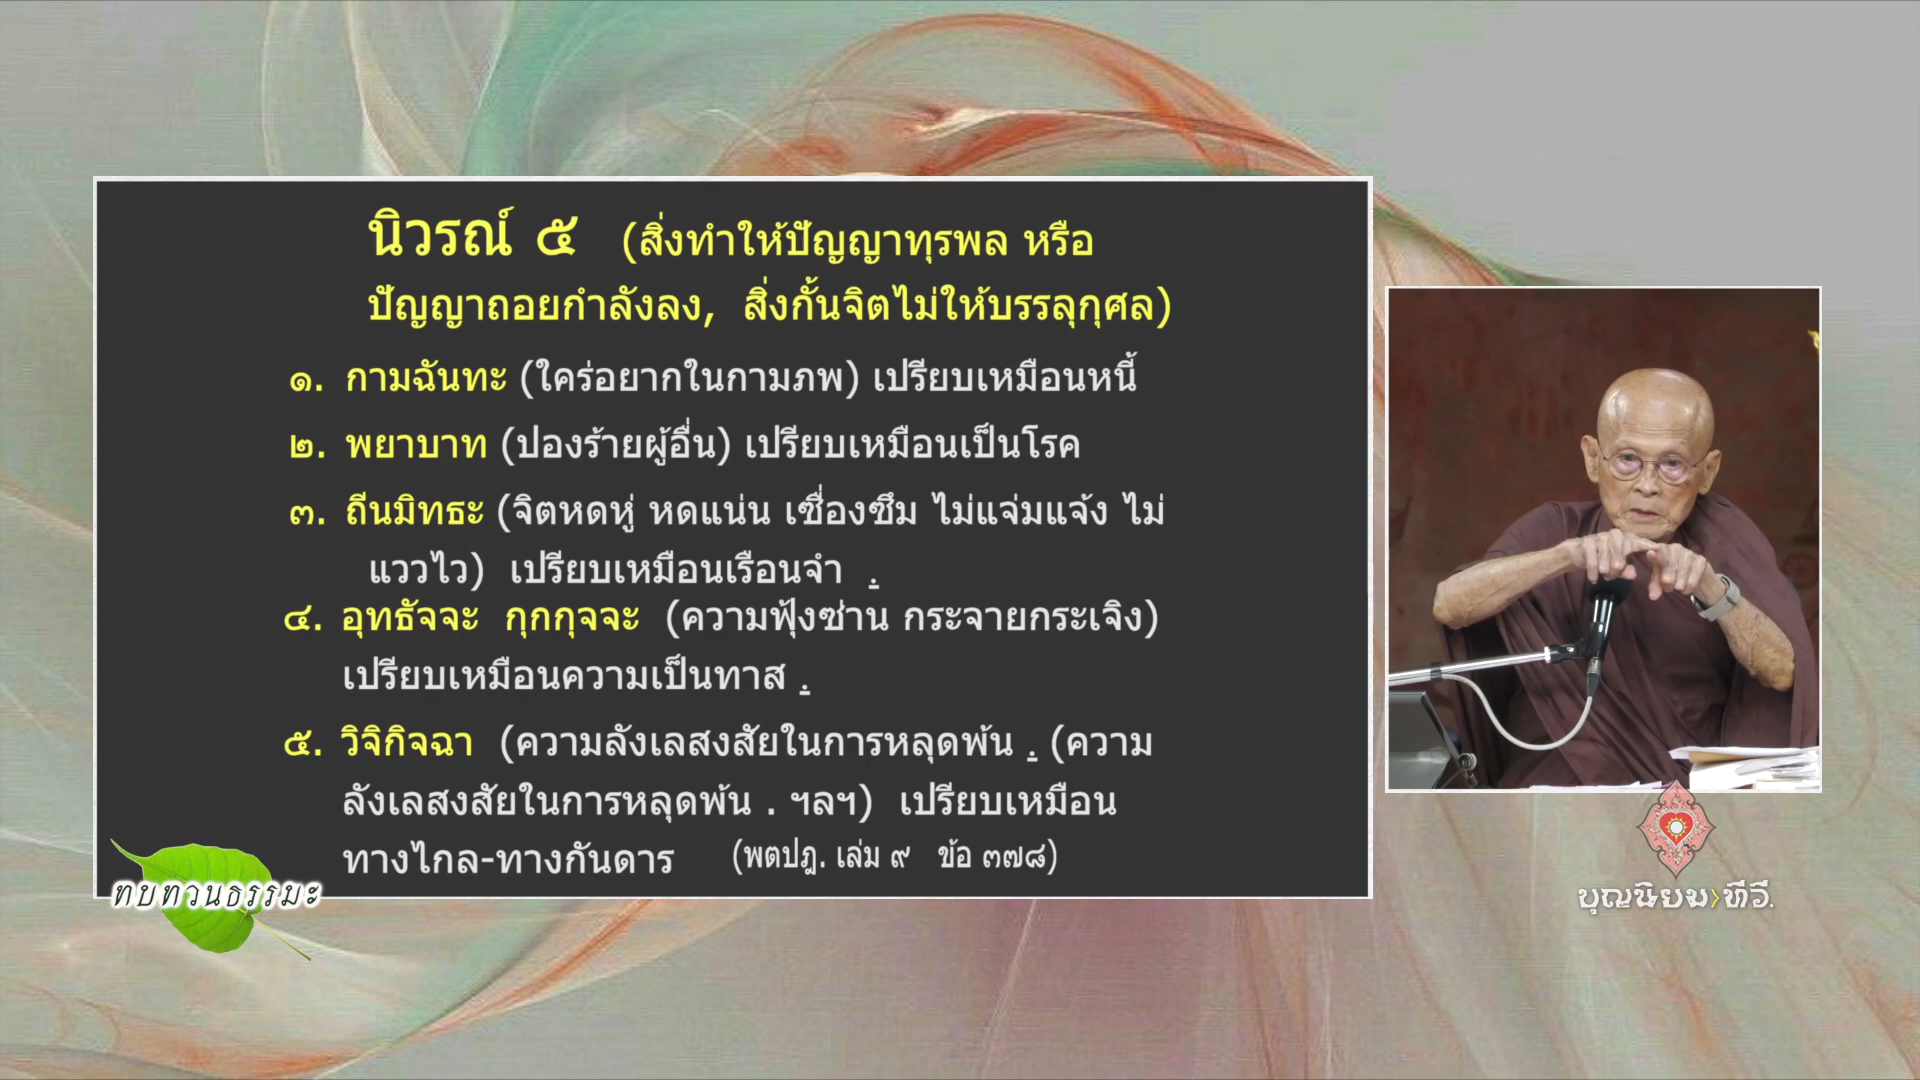 นิวรณ์ ๕ (สิ่งทำให้ปัญญาทุรพล หรือ
ปัญญาถอยกำลังลง, สิ่งกั้นจิตไม่ให้บรรลุกุศล)
๑. กามฉันทะ (ใคร่อยากในกามภพ) เปรียบเหมือนหนี้
๒. พยาบาท (ปองร้ายผู้อื่น) เปรียบเหมือนเป็นโรค
๓. ถีนมิทธะ (จิตหดหู่ หดแน่น เซื่องซึม ไม่แจ่มแจ้ง ไม่
แววไว) เปรียบเหมือนเรือนจำ .
๔. อุทธัจจะ กุกกุจจะ (ความฟุ้งซ่าน กระจายกระเจิง)
เปรียบเหมือนความเป็นทาส .
๕. วิจิกิจฉา (ความลังเลสงสัยในการหลุดพ้น . (ความ
ลังเลสงสัยในการหลุดพ้น . ฯลฯ) เปรียบเหมือน
ทางไกล-ทางกันดาร (พตปฎ. เล่ม ๙ ข้อ ๓๗๘)
ทบทวนธรรมะ
บุญนิยม>ทีวี.